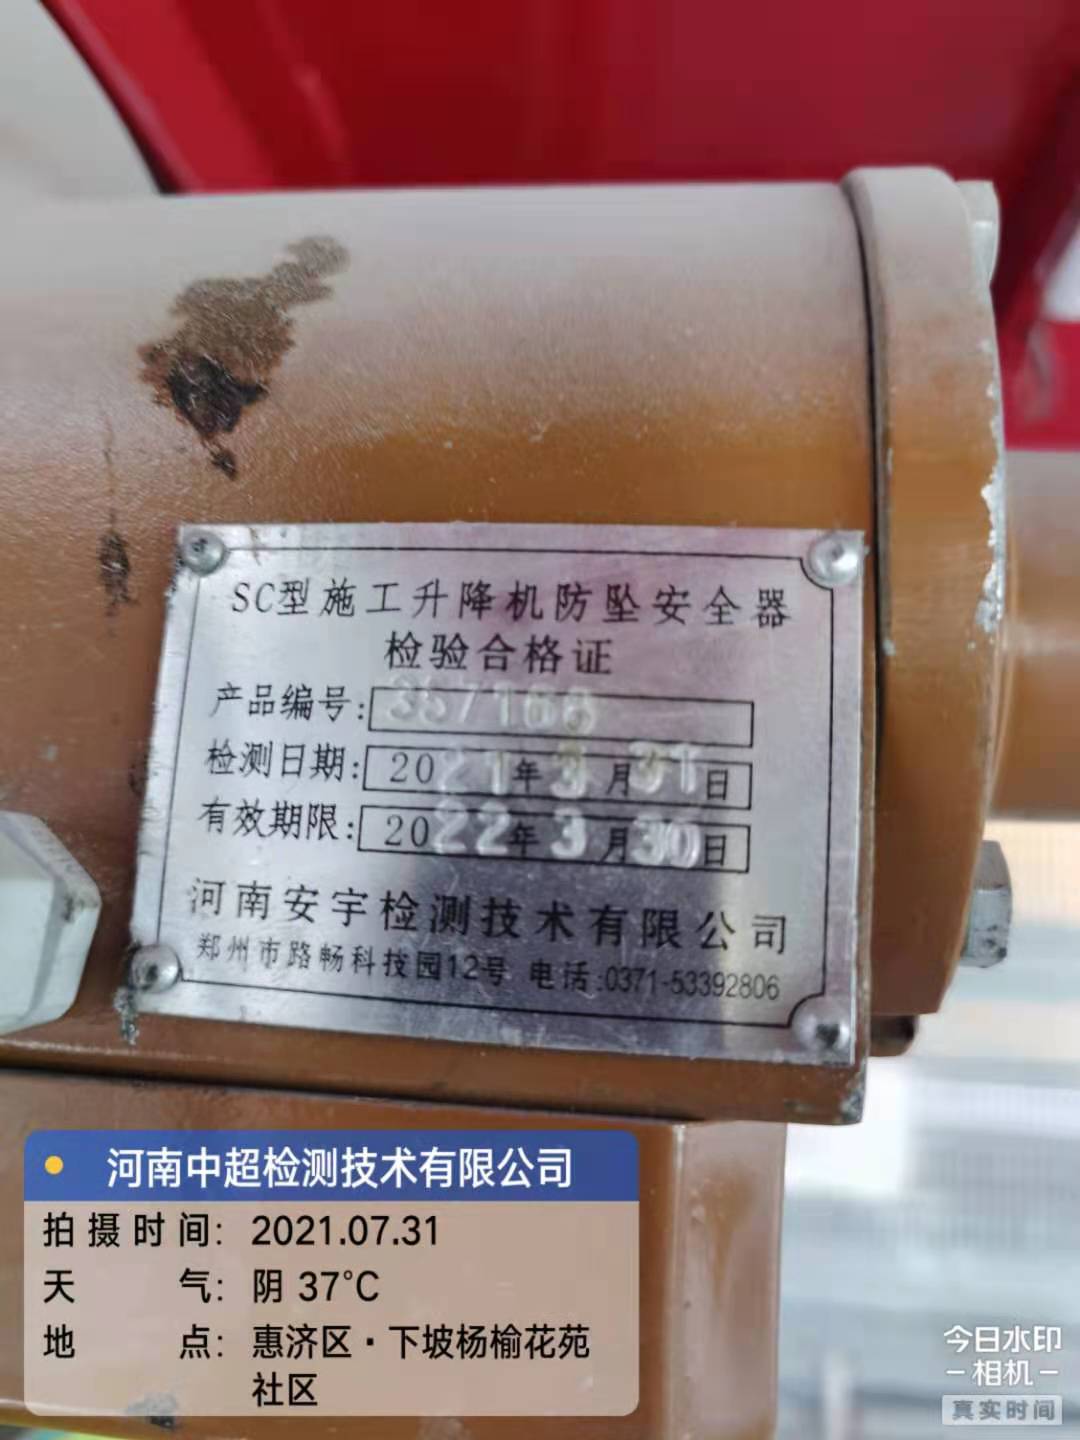 SC型施工升降机防坠安全器
检验合格证
产品编号: 357168
检测日期: 2021年3月31日
有效期限: 2022年3月30日
河南安宇检测技术有限公司
郑州市路畅科技园12号 电话:0371-53392806
河南中超检测技术有限公司
拍摄时间: 2021.07.31
天气: 阴 37°C
地点: 惠济区·下坡杨榆花苑
社区
今日水印
相机
真实时间